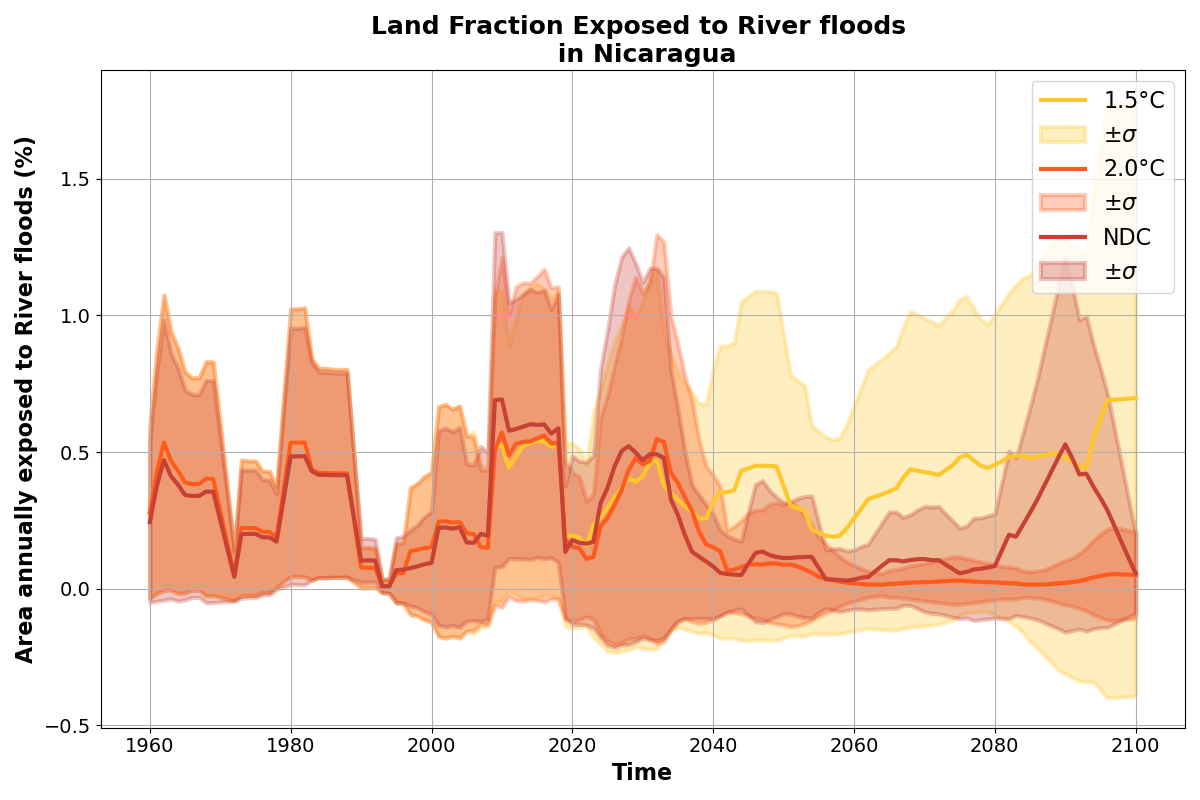 Land Fraction Exposed to River floods
in Nicaragua
Area annually exposed to River floods (%)
1.5
1.0
0.5
0.0
−0.5
1.5°C
±σ
2.0°C
±σ
NDC
±σ
1960
1980
2000
2020
2040
2060
2080
2100
Time